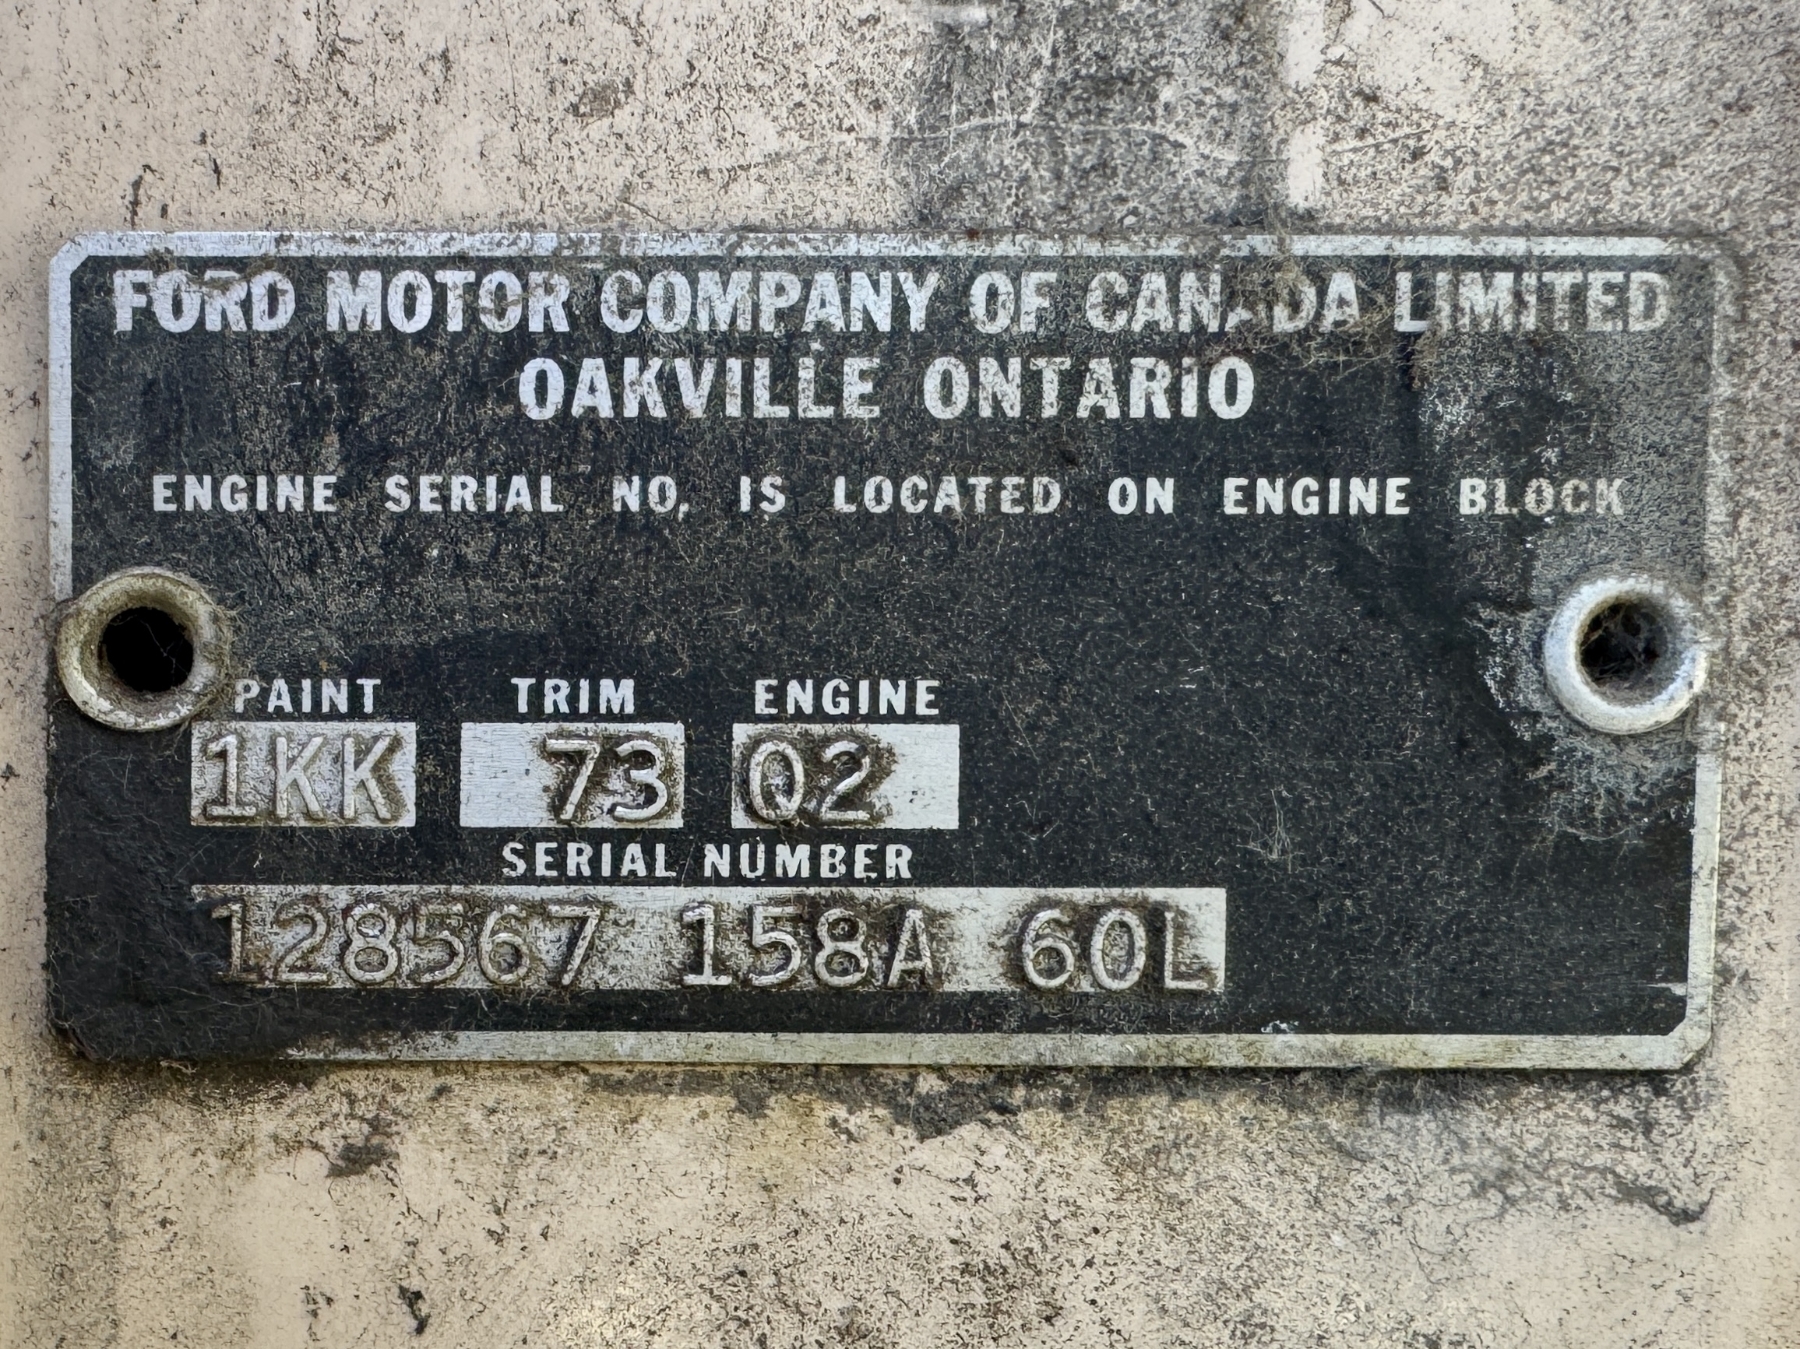 FORD MOTOR COMPANY OF CANADA LIMITED
OAKVILLE ONTARIO
ENGINE SERIAL NO. IS LOCATED ON ENGINE BLOCK
PAINT TRIM ENGINE
1KK 73 Q2
SERIAL NUMBER
128567 158A 60L